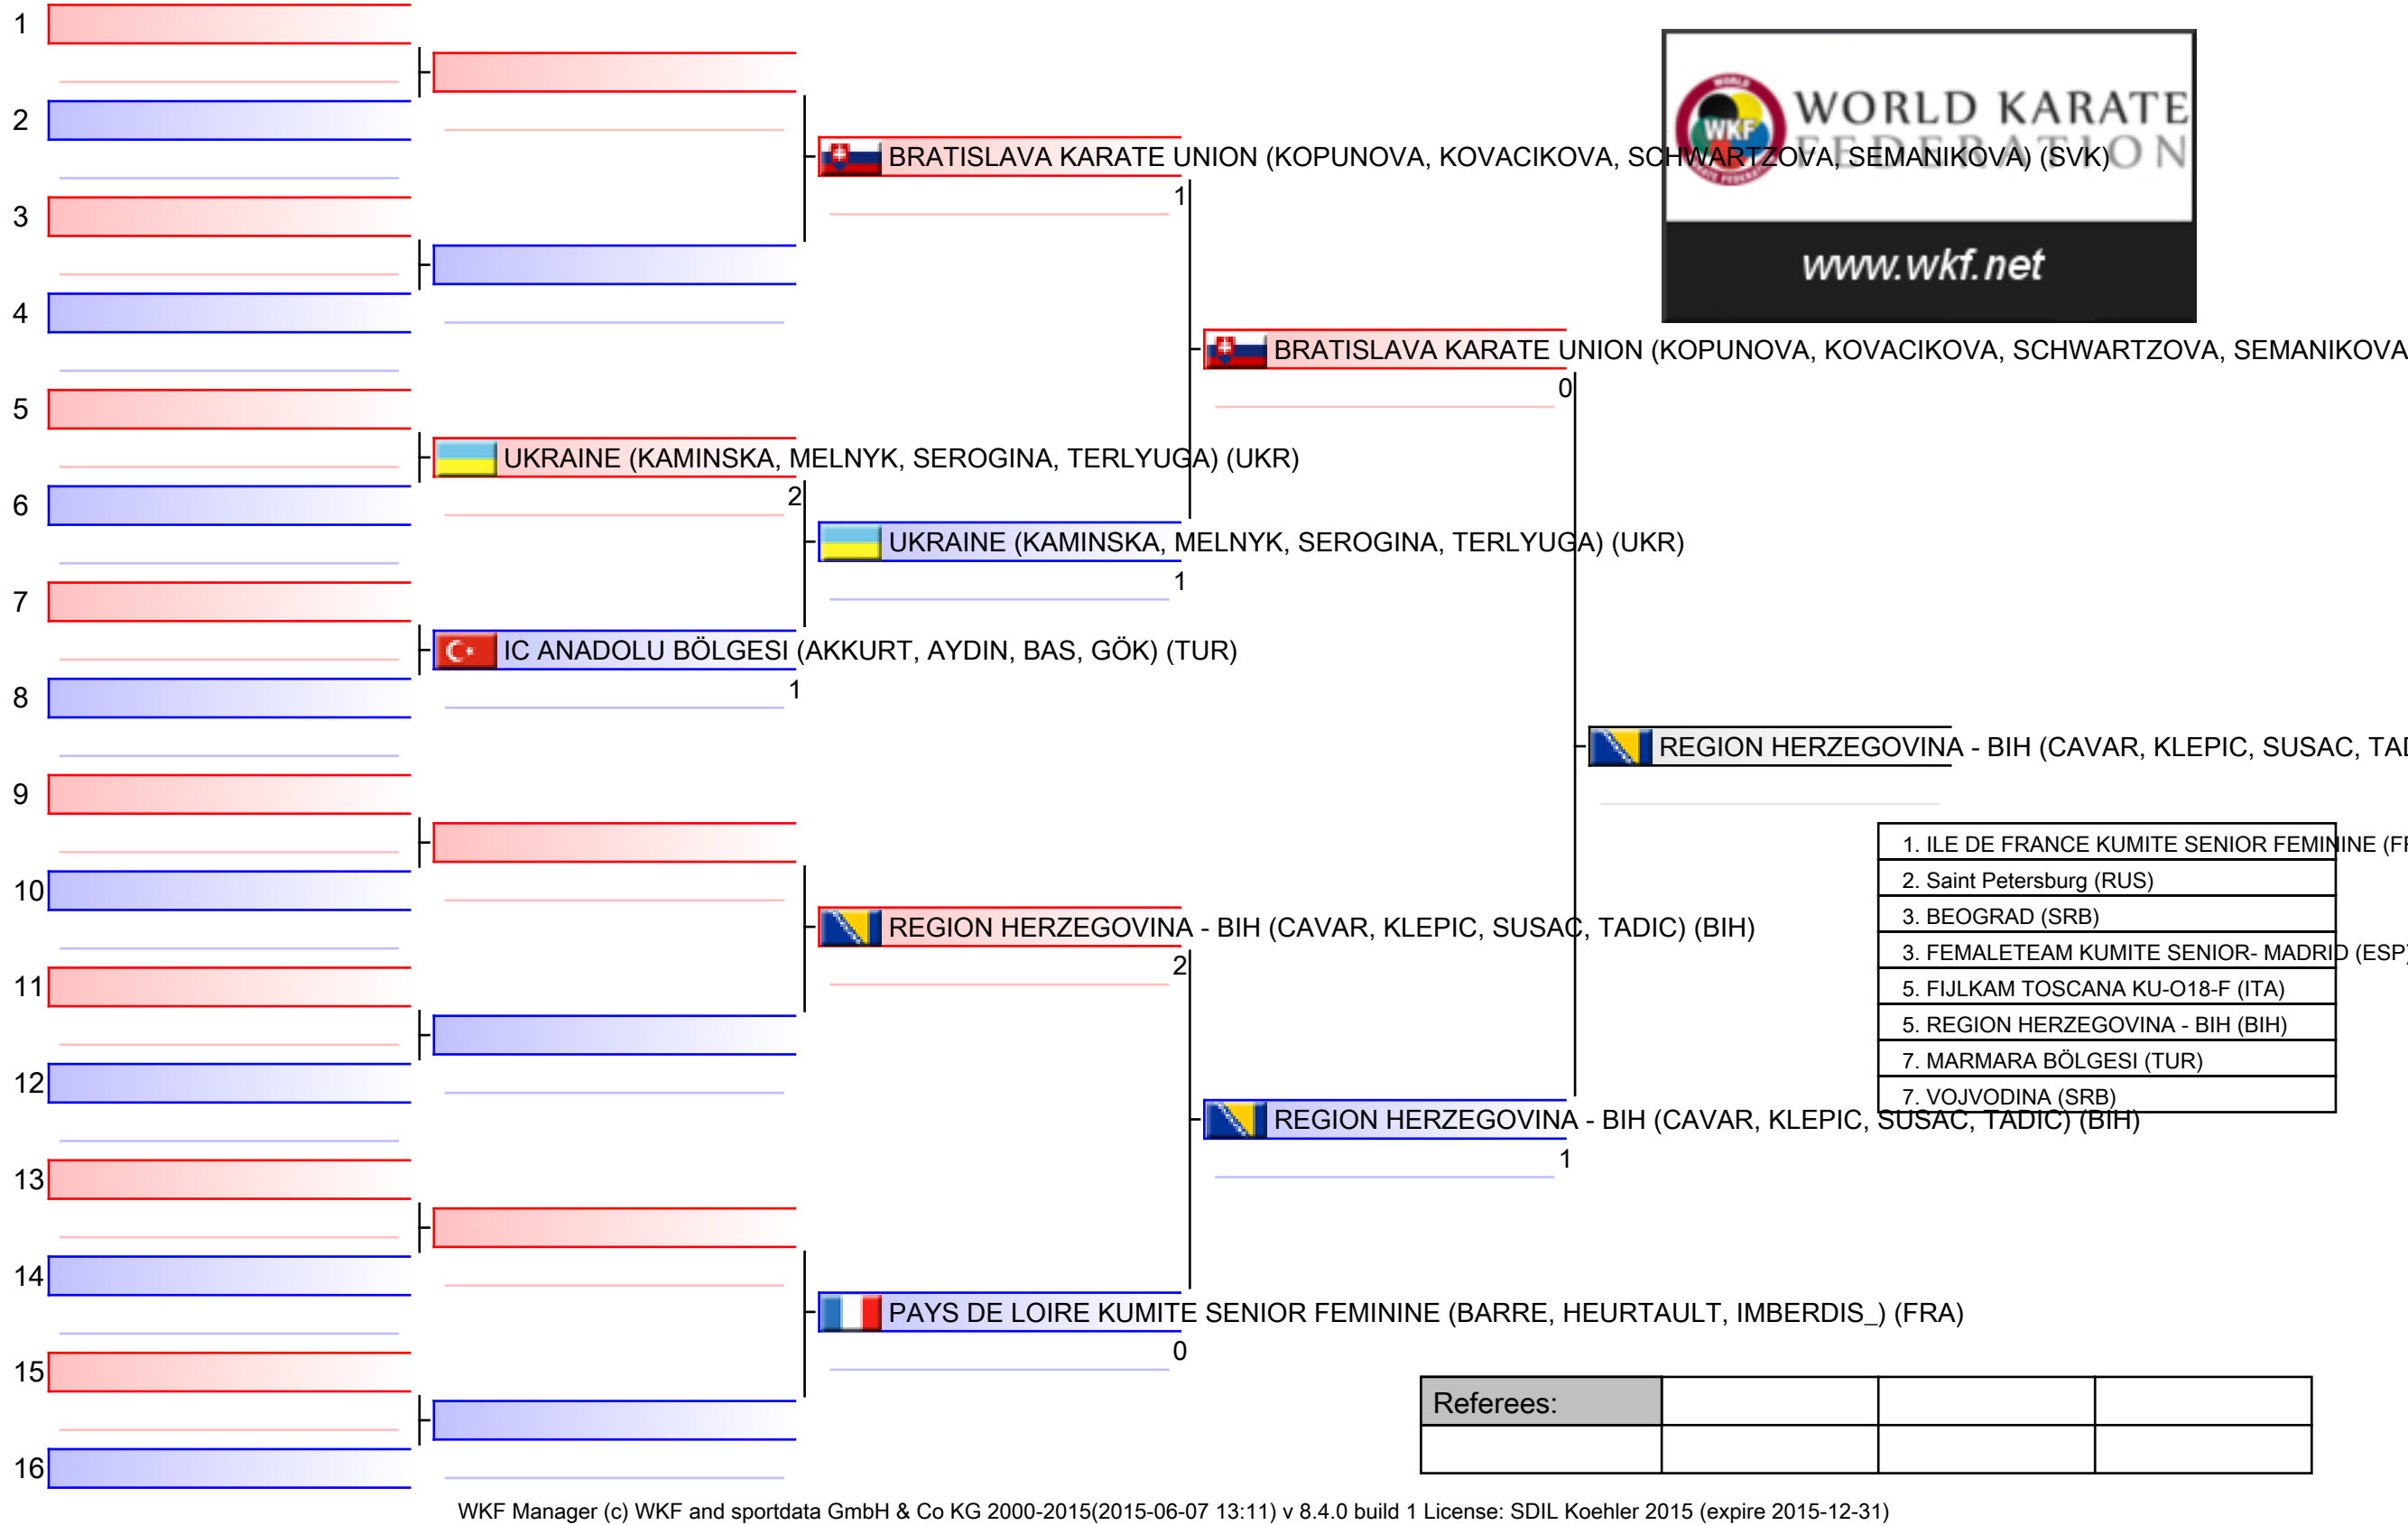 1
2
3
4
5
6
7
8
9
10
11
12
13
14
15
16
UKRAINE (KAMINSKA, MELNYK, SEROGINA, TERLYUGA) (UKR)
2
IC ANADOLU BÖLGESI (AKKURT, AYDIN, BAS, GÖK) (TUR)
1
BRATISLAVA KARATE UNION (KOPUNOVA, KOVACIKOVA, SCHWARTZOVA, SEMANIKOVA) (SVK)
1
UKRAINE (KAMINSKA, MELNYK, SEROGINA, TERLYUGA) (UKR)
1
REGION HERZEGOVINA - BIH (CAVAR, KLEPIC, SUSAC, TADIC) (BIH)
2
PAYS DE LOIRE KUMITE SENIOR FEMININE (BARRE, HEURTAULT, IMBERDIS_) (FRA)
0
BRATISLAVA KARATE UNION (KOPUNOVA, KOVACIKOVA, SCHWARTZOVA, SEMANIKOVA
0
REGION HERZEGOVINA - BIH (CAVAR, KLEPIC, SUSAC, TADIC) (BIH)
1
REGION HERZEGOVINA - BIH (CAVAR, KLEPIC, SUSAC,
WORLD KARATE
FEDERATION
WKF
www.wkf.net
1. ILE DE FRANCE KUMITE SENIOR FEMININE
2. Saint Petersburg (RUS)
3. BEOGRAD (SRB)
3. FEMALETEAM KUMITE SENIOR- MADRID (ESP)
5. FIJLKAM TOSCANA KU-O18-F (ITA)
5. REGION HERZEGOVINA - BIH (BIH)
7. MARMARA BÖLGESI (TUR)
7. VOJVODINA (SRB)
Referees:
WKF Manager (c) WKF and sportdata GmbH & Co KG 2000-2015(2015-06-07 13:11) v 8.4.0 build 1 License: SDIL Koehler 2015 (expire 2015-12-31)